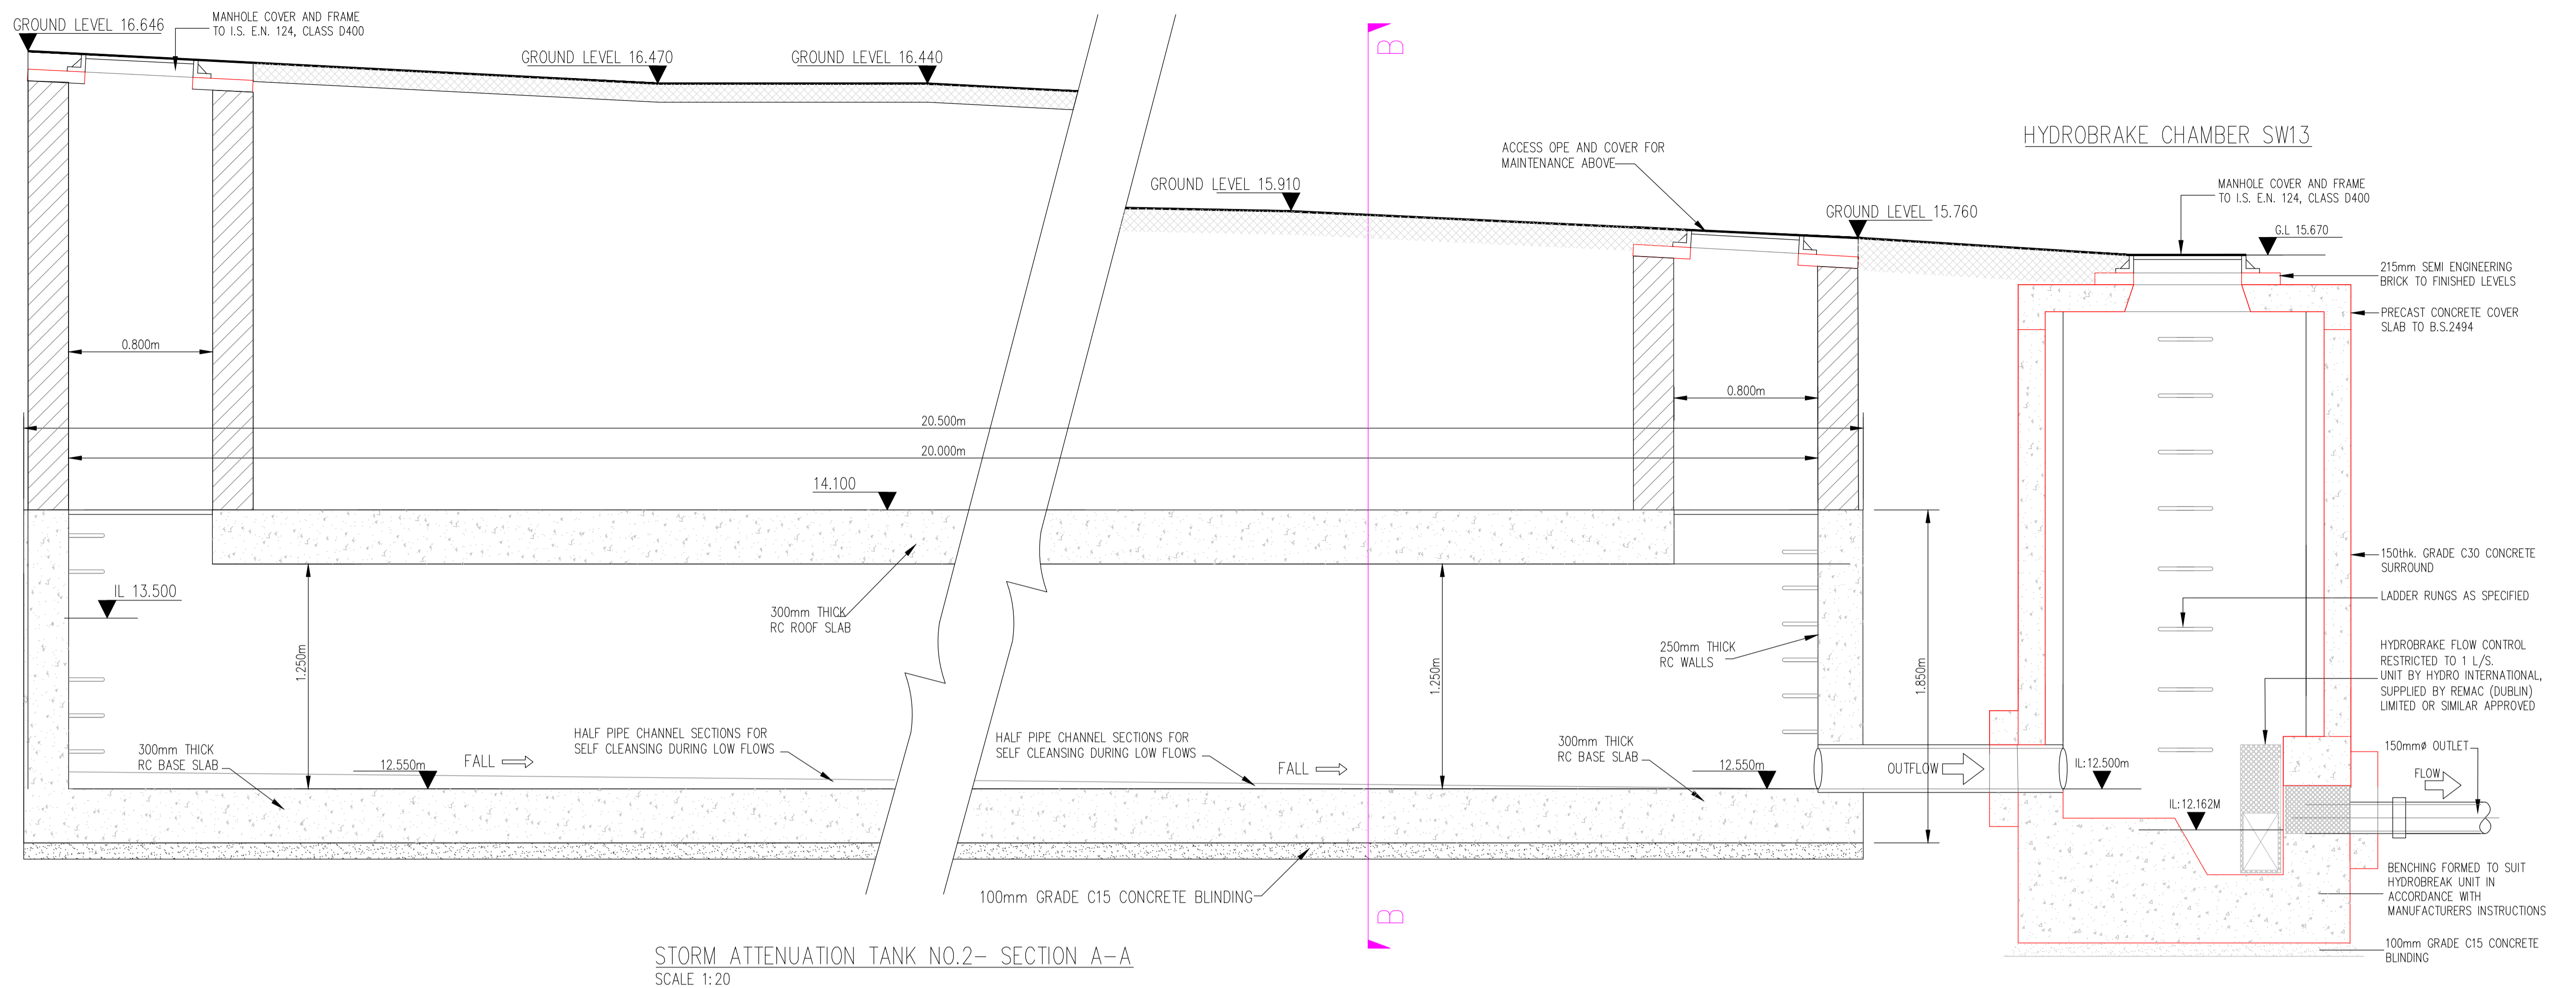 GROUND LEVEL 16.646
MANHOLE COVER AND FRAME
TO I.S. E.N. 124, CLASS D400
GROUND LEVEL 16.470
GROUND LEVEL 16.440
B
GROUND LEVEL 15.910
ACCESS OPE AND COVER FOR
MAINTENANCE ABOVE
GROUND LEVEL 15.760
HYDROBRAKE CHAMBER SW13
MANHOLE COVER AND FRAME
TO I.S. E.N. 124, CLASS D400
G.L 15.670
215mm SEMI ENGINEERING
BRICK TO FINISHED LEVELS
PRECAST CONCRETE COVER
SLAB TO B.S.2494
0.800m
0.800m
20.500m
20.000m
14.100
IL 13.500
300mm THICK
RC ROOF SLAB
1.250m
1.250m
250mm THICK
RC WALLS
1.850m
150thk. GRADE C30 CONCRETE
SURROUND
LADDER RUNGS AS SPECIFIED
HYDROBRAKE FLOW CONTROL
RESTRICTED TO 1 L/S.
UNIT BY HYDRO INTERNATIONAL,
SUPPLIED BY REMAC (DUBLIN)
LIMITED OR SIMILAR APPROVED
300mm THICK
RC BASE SLAB
12.550m
FALL
HALF PIPE CHANNEL SECTIONS FOR
SELF CLEANSING DURING LOW FLOWS
HALF PIPE CHANNEL SECTIONS FOR
SELF CLEANSING DURING LOW FLOWS
FALL
300mm THICK
RC BASE SLAB
12.550m
OUTFLOW
IL:12.500m
IL:12.162M
150mmø OUTLET
FLOW
100mm GRADE C15 CONCRETE BLINDING
B
BENCHING FORMED TO SUIT
HYDROBREAK UNIT IN
ACCORDANCE WITH
MANUFACTURERS INSTRUCTIONS
100mm GRADE C15 CONCRETE
BLINDING
STORM ATTENUATION TANK NO.2- SECTION A-A
SCALE 1:20